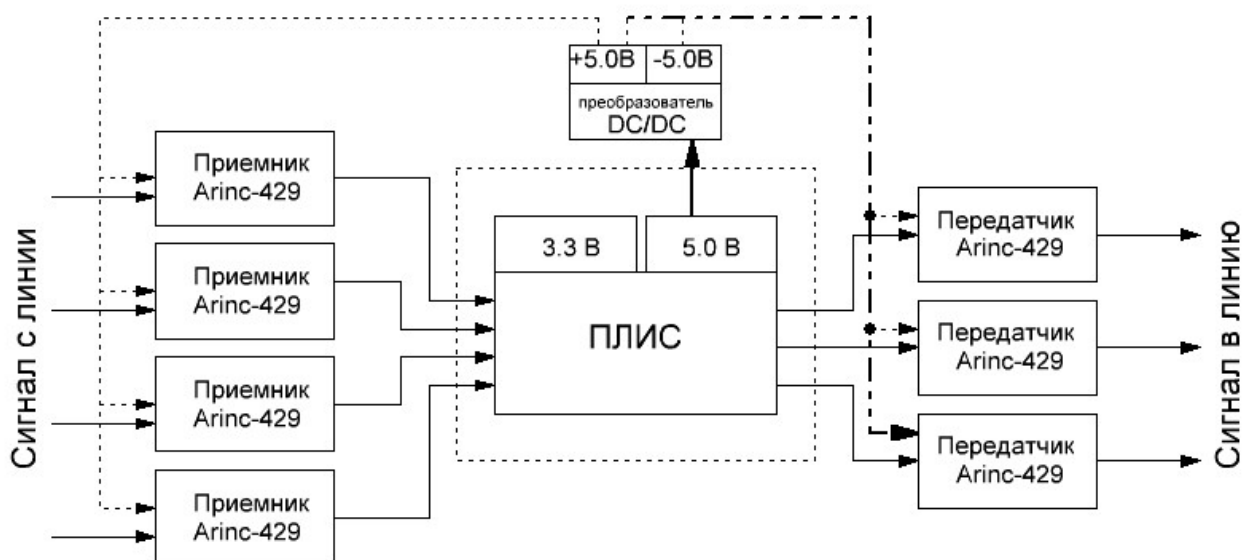 +5.0В
-5.0В
преобразователь
DC/DC
Сигнал с линии
Приемник
Arinc-429
Приемник
Arinc-429
Приемник
Arinc-429
Приемник
Arinc-429
3.3 В
5.0 В
ПЛИС
Передатчик
Arinc-429
Передатчик
Arinc-429
Передатчик
Arinc-429
Сигнал в линию